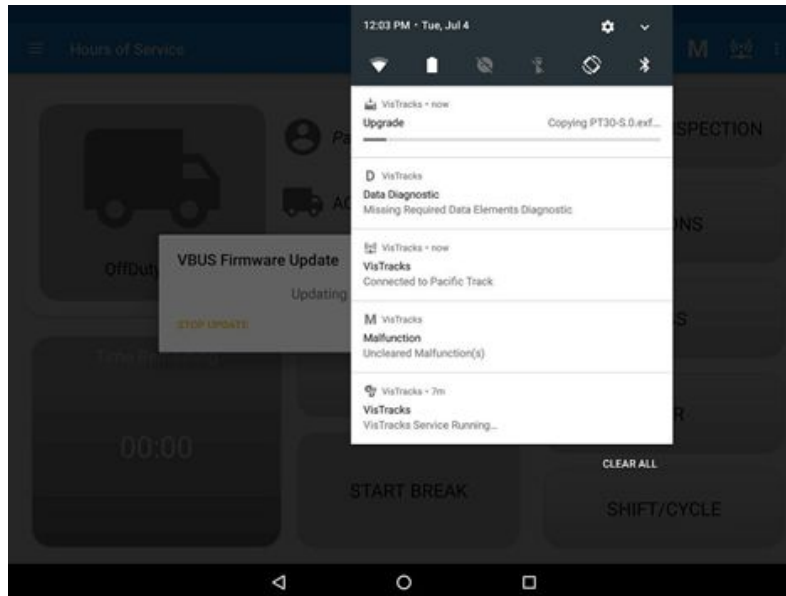 12:03 PM • Tue, Jul 4
Hours of Service
M
VisTracks • now
Upgrade
Copying PT30-S.0.exf...
D VisTracks
Data Diagnostic
Missing Required Data Elements Diagnostic
VisTracks • now
VisTracks
Connected to Pacific Track
M VisTracks
Malfunction
Uncleared Malfunction(s)
VisTracks • 7m
VisTracks
VisTracks Service Running...
CLEAR ALL
VBUS Firmware Update
Updating
STOP UPDATE
OffDuty
00:00
START BREAK
SHIFT/CYCLE